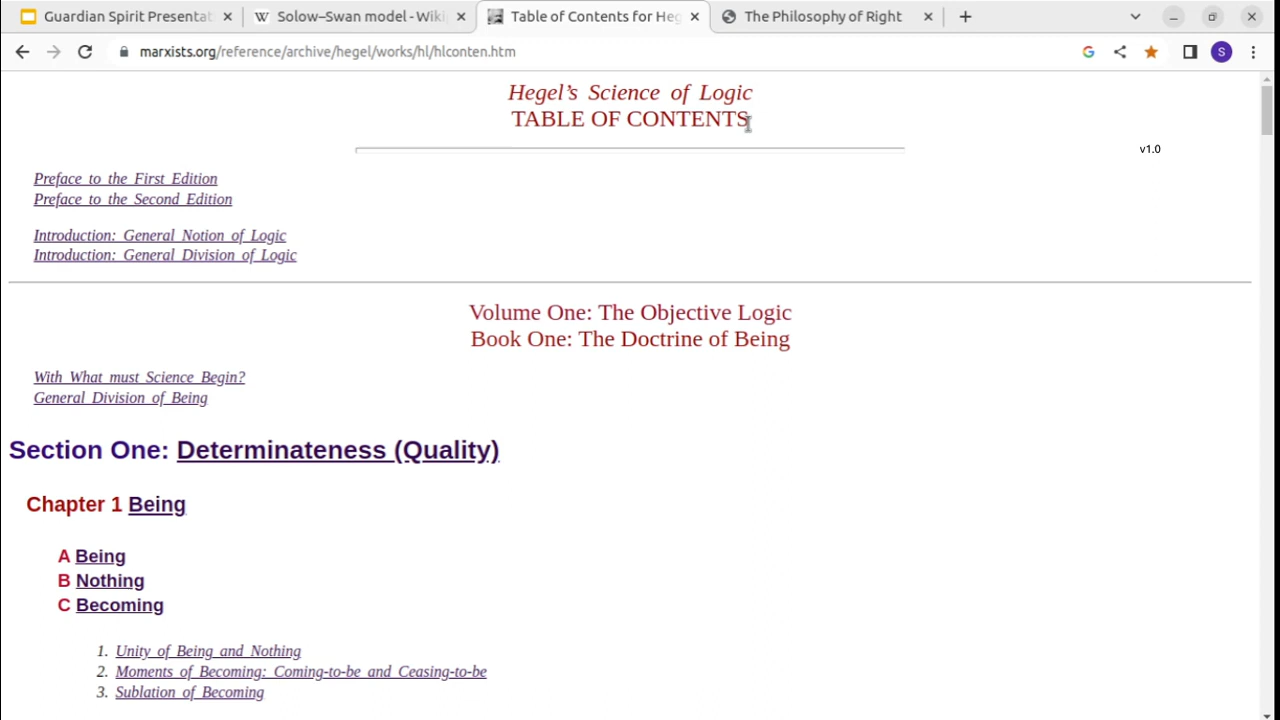 Guardian Spirit Presentat
Solow–Swan model - Wiki
Table of Contents for Heg
The Philosophy of Right
marxists.org/reference/archive/hegel/works/hl/hlconten.htm
S
Hegel's Science of Logic
TABLE OF CONTENTS
v1.0
Preface to the First Edition
Preface to the Second Edition
Introduction: General Notion of Logic
Introduction: General Division of Logic
Volume One: The Objective Logic
Book One: The Doctrine of Being
With What must Science Begin?
General Division of Being
Section One: Determinateness (Quality)
Chapter 1 Being
A Being
B Nothing
C Becoming
1. Unity of Being and Nothing
2. Moments of Becoming: Coming-to-be and Ceasing-to-be
3. Sublation of Becoming